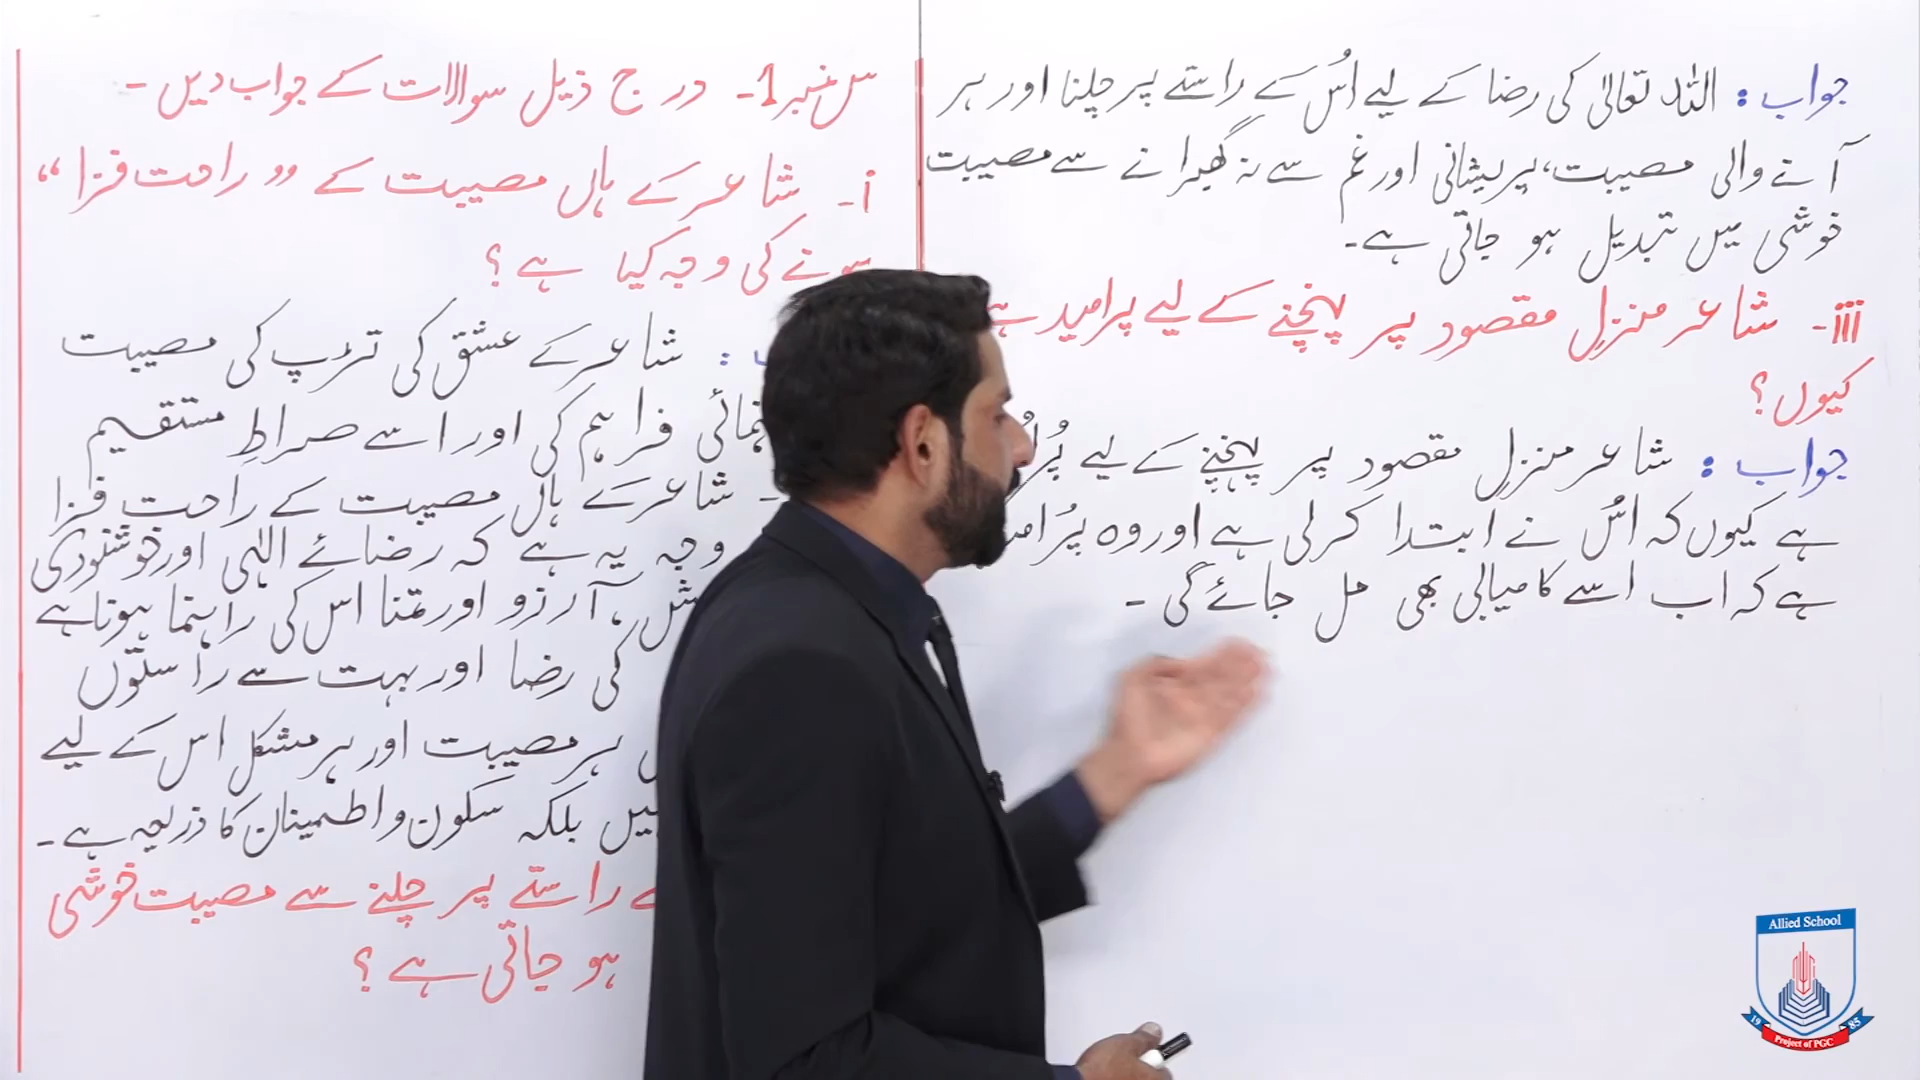 س نمبر 1۔ درج ذیل سوالات کے جواب دیں۔
i۔ شاعر کے ہاں مصیبت کے ”راحت فزا“
ہونے کی وجہ کیا ہے؟
: شاعر کے عشق کی تڑپ کی مصیبت
فراہم کی اور اسے صراطِ مستقیم
۔ شاعر کے ہاں مصیبت کے راحت فزا
وجہ یہ ہے کہ رضائے الٰہی اور خوشنودی
، آرزو اور تمنا اس کی راہنما ہوتا ہے
کی رضا اور بہت سے راستوں
ہر مصیبت اور ہر مشکل اس کے لیے
بلکہ سکون و اطمینان کا ذریعہ ہے۔
راستے پر چلنے سے مصیبت خوشی
ہو جاتی ہے؟
جواب: اللہ تعالیٰ کی رضا کے لیے اُس کے راستے پر چلنا اور ہر
آنے والی مصیبت، پریشانی اور غم سے نہ گھبرانے سے مصیبت
خوشی میں تبدیل ہو جاتی ہے۔
iii۔ شاعر منزلِ مقصود پر پہنچنے کے لیے پرامید ہے
کیوں؟
جواب: شاعر منزلِ مقصود پر پہنچنے کے لیے
ہے کیوں کہ اُس نے ابتدا کر لی ہے اور وہ
ہے کہ اب اسے کامیابی بھی مل جائے گی۔
Allied School
19 85
Project of PGC